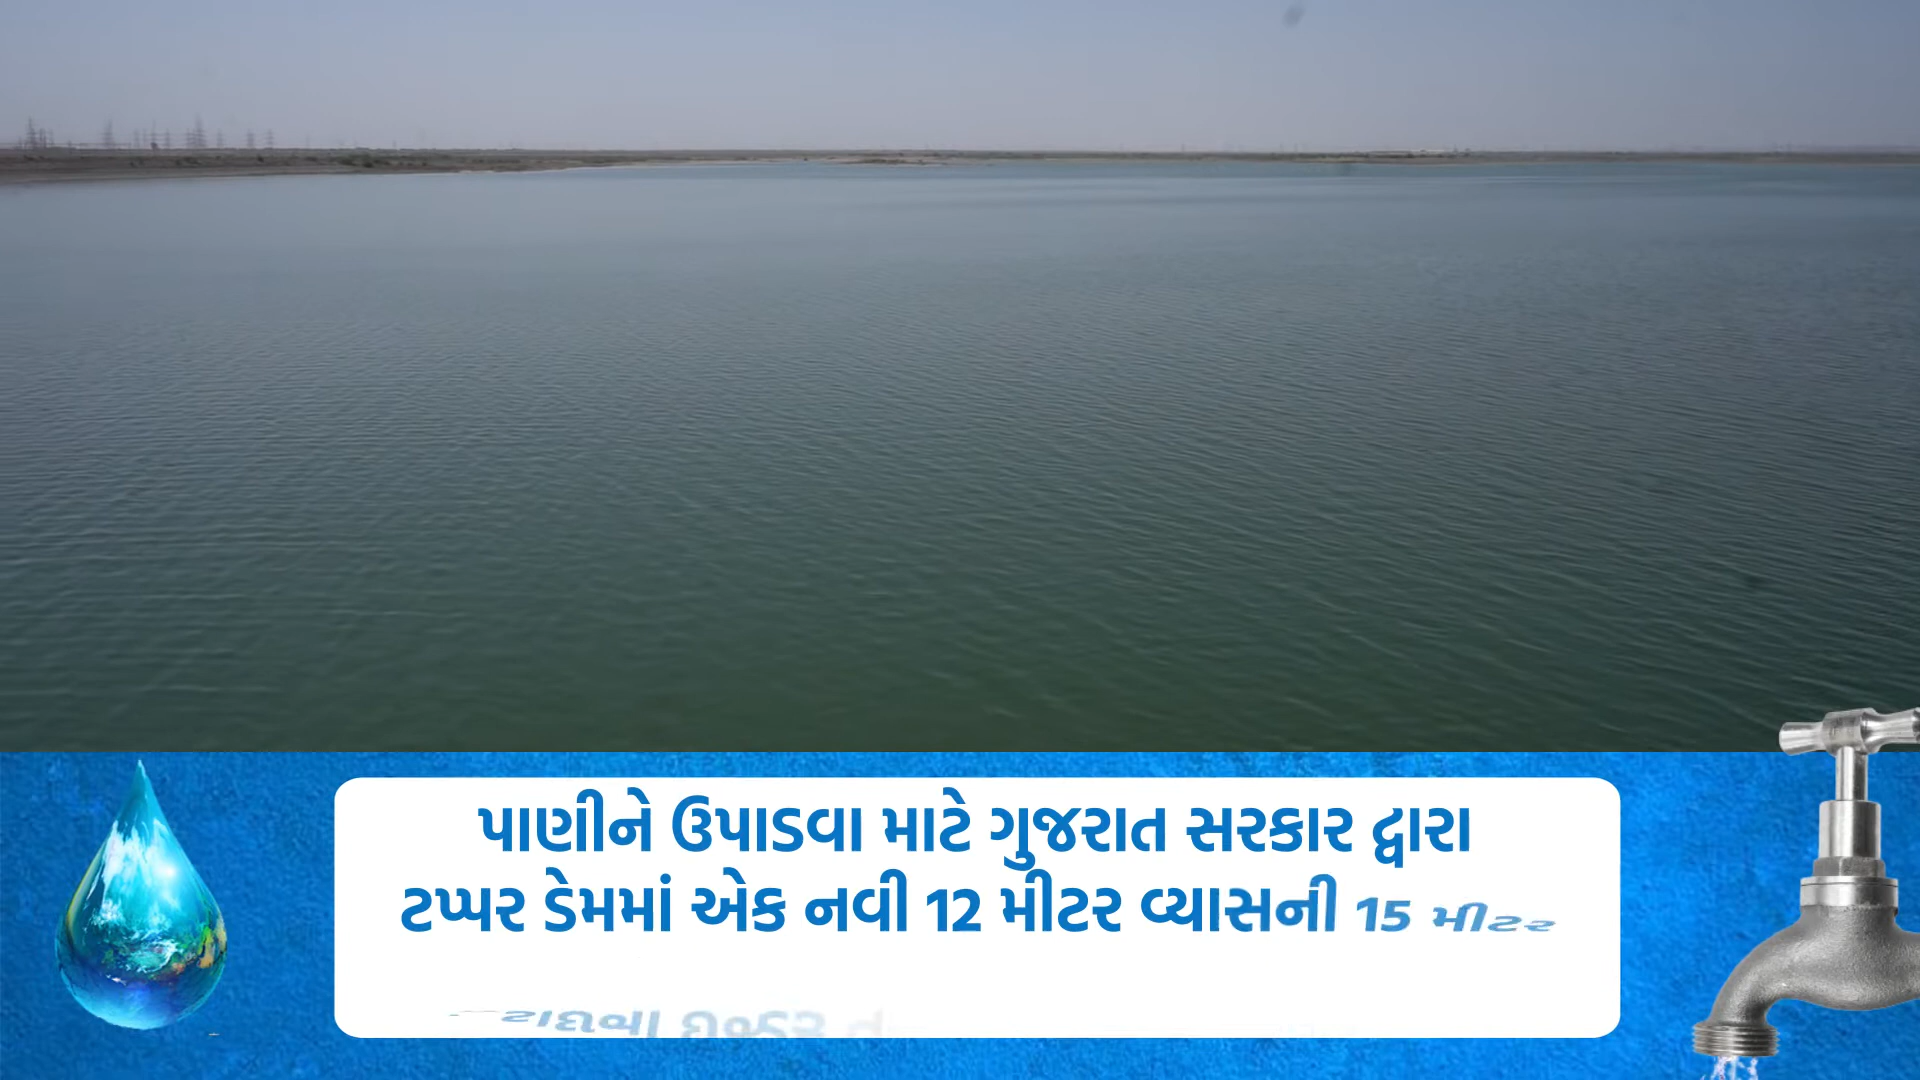 પાણીને ઉપાડવા માટે ગુજરાત સરકાર દ્વારા
ટપ્પર ડેમમાં એક નવી 12 મીટર વ્યાસની 15 મીટર